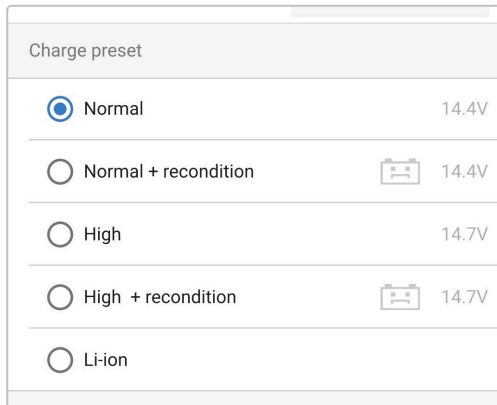 Charge preset
Normal 14.4V
Normal + recondition 14.4V
High 14.7V
High + recondition 14.7V
Li-ion